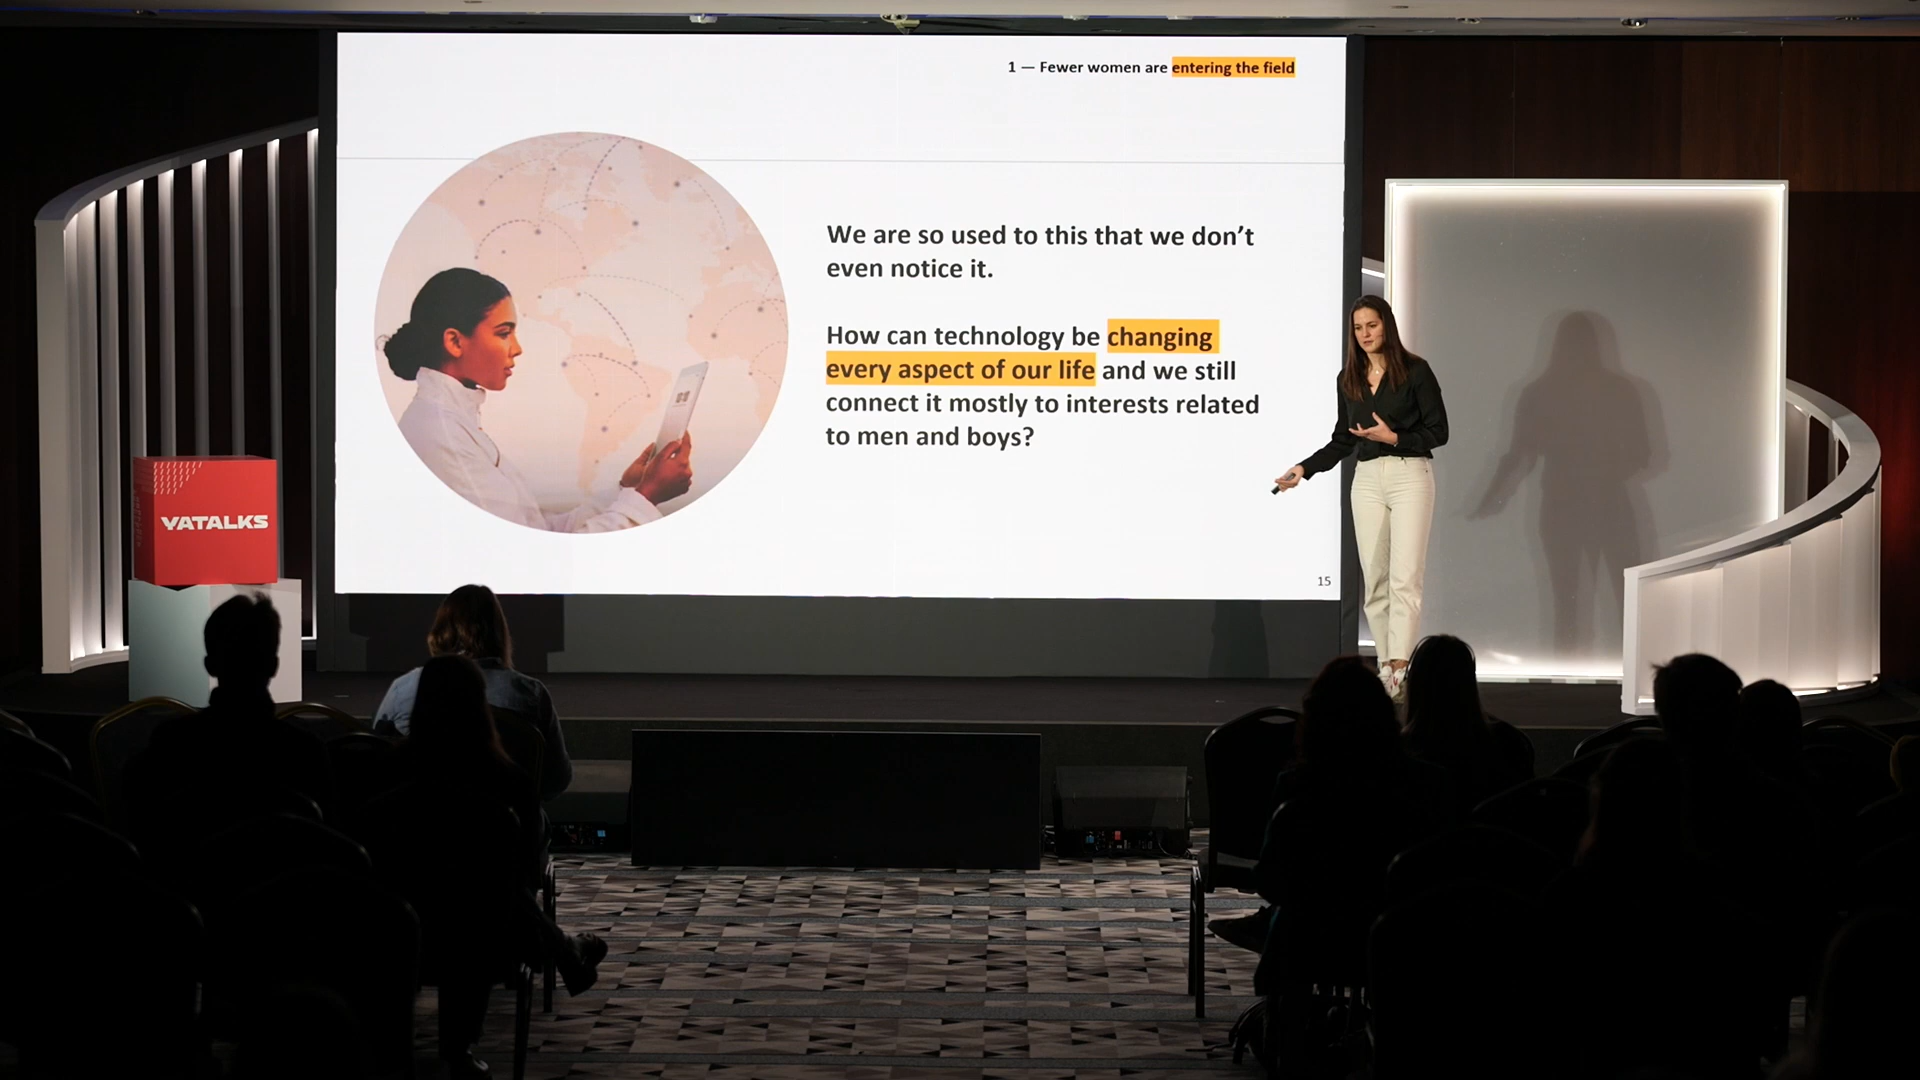 1 — Fewer women are entering the field
We are so used to this that we don’t
even notice it.
How can technology be changing
every aspect of our life and we still
connect it mostly to interests related
to men and boys?
15
YATALKS